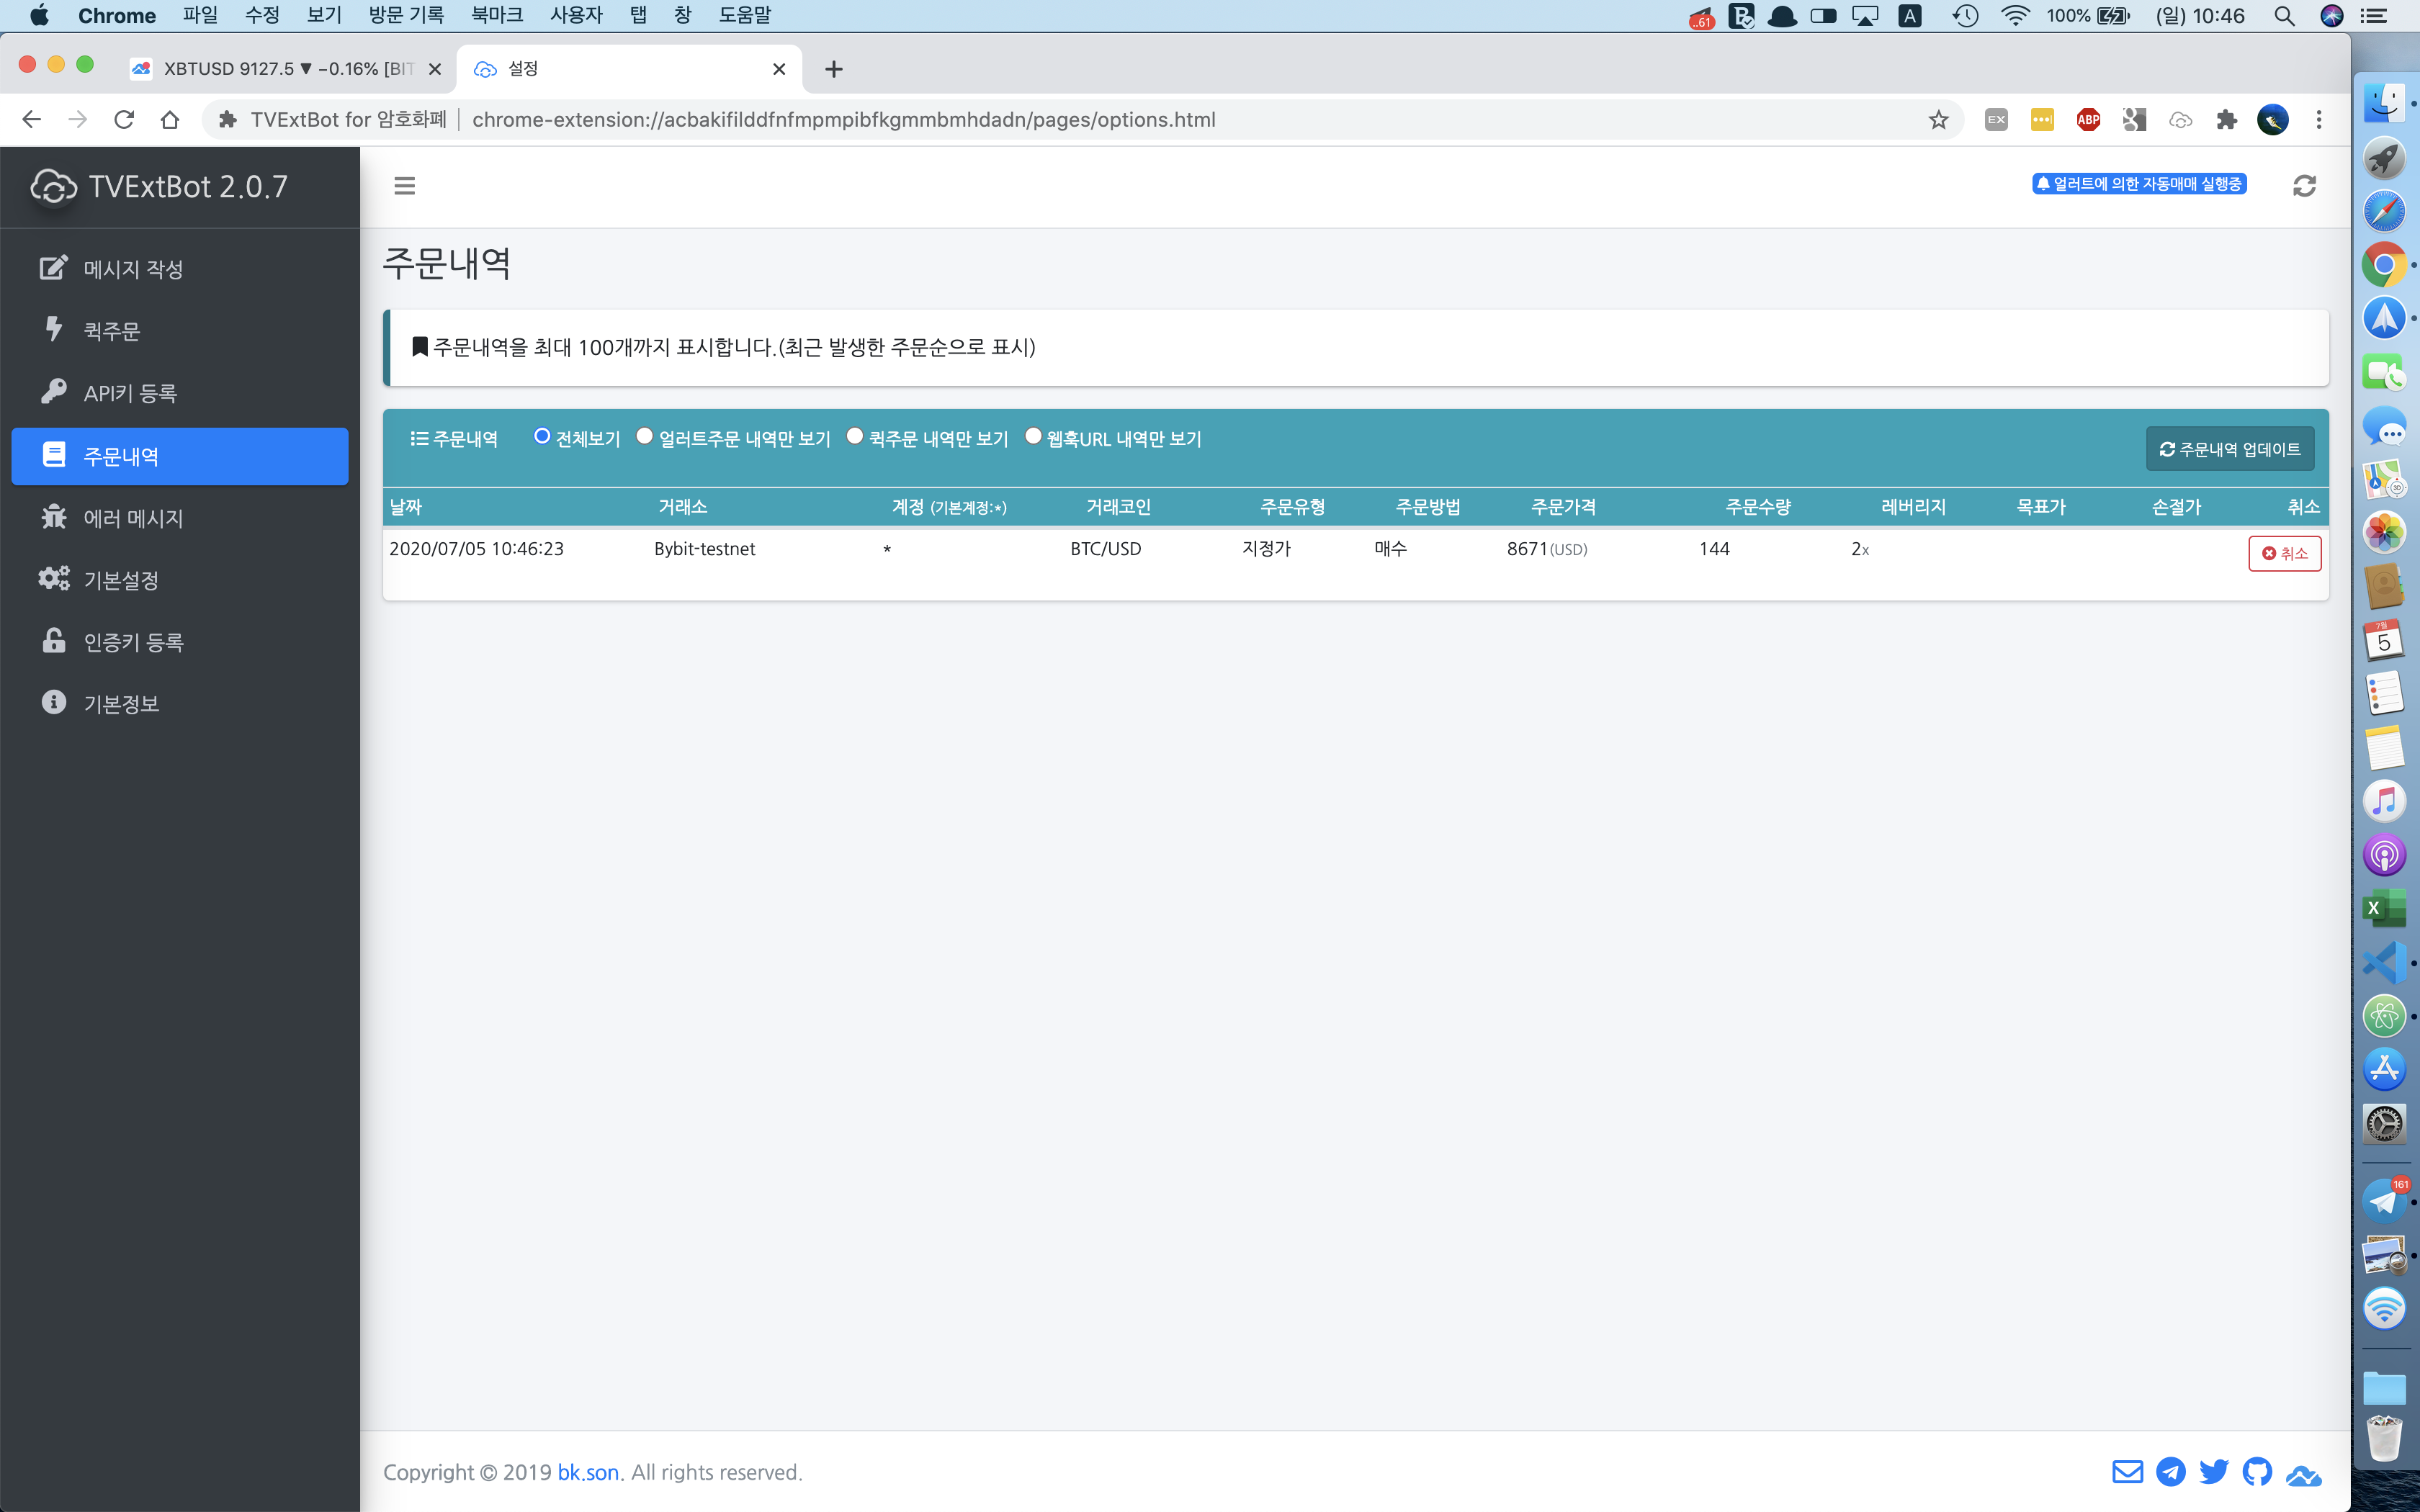 Chrome 파일 수정 보기 방문 기록 북마크 사용자 탭 창 도움말 ..61 A 100% (일) 10:46
XBTUSD 9127.5 ▼ −0.16% [BIT 설정
TVExtBot for 암호화폐 chrome-extension://acbakifilddfnfmpmpibfkgmmbmhdadn/pages/options.html EX ABP
TVExtBot 2.0.7
얼러트에 의한 자동매매 실행중
메시지 작성
퀵주문
API키 등록
주문내역
에러 메시지
기본설정
인증키 등록
기본정보
주문내역
주문내역을 최대 100개까지 표시합니다.(최근 발생한 주문순으로 표시)
주문내역 전체보기 얼러트주문 내역만 보기 퀵주문 내역만 보기 웹훅URL 내역만 보기 주문내역 업데이트
날짜 거래소 계정 (기본계정:*) 거래코인 주문유형 주문방법 주문가격 주문수량 레버리지 목표가 손절가 취소
2020/07/05 10:46:23 Bybit-testnet * BTC/USD 지정가 매수 8671(USD) 144 2x 취소
Copyright © 2019 bk.son. All rights reserved.
3D
7월
5
X
161